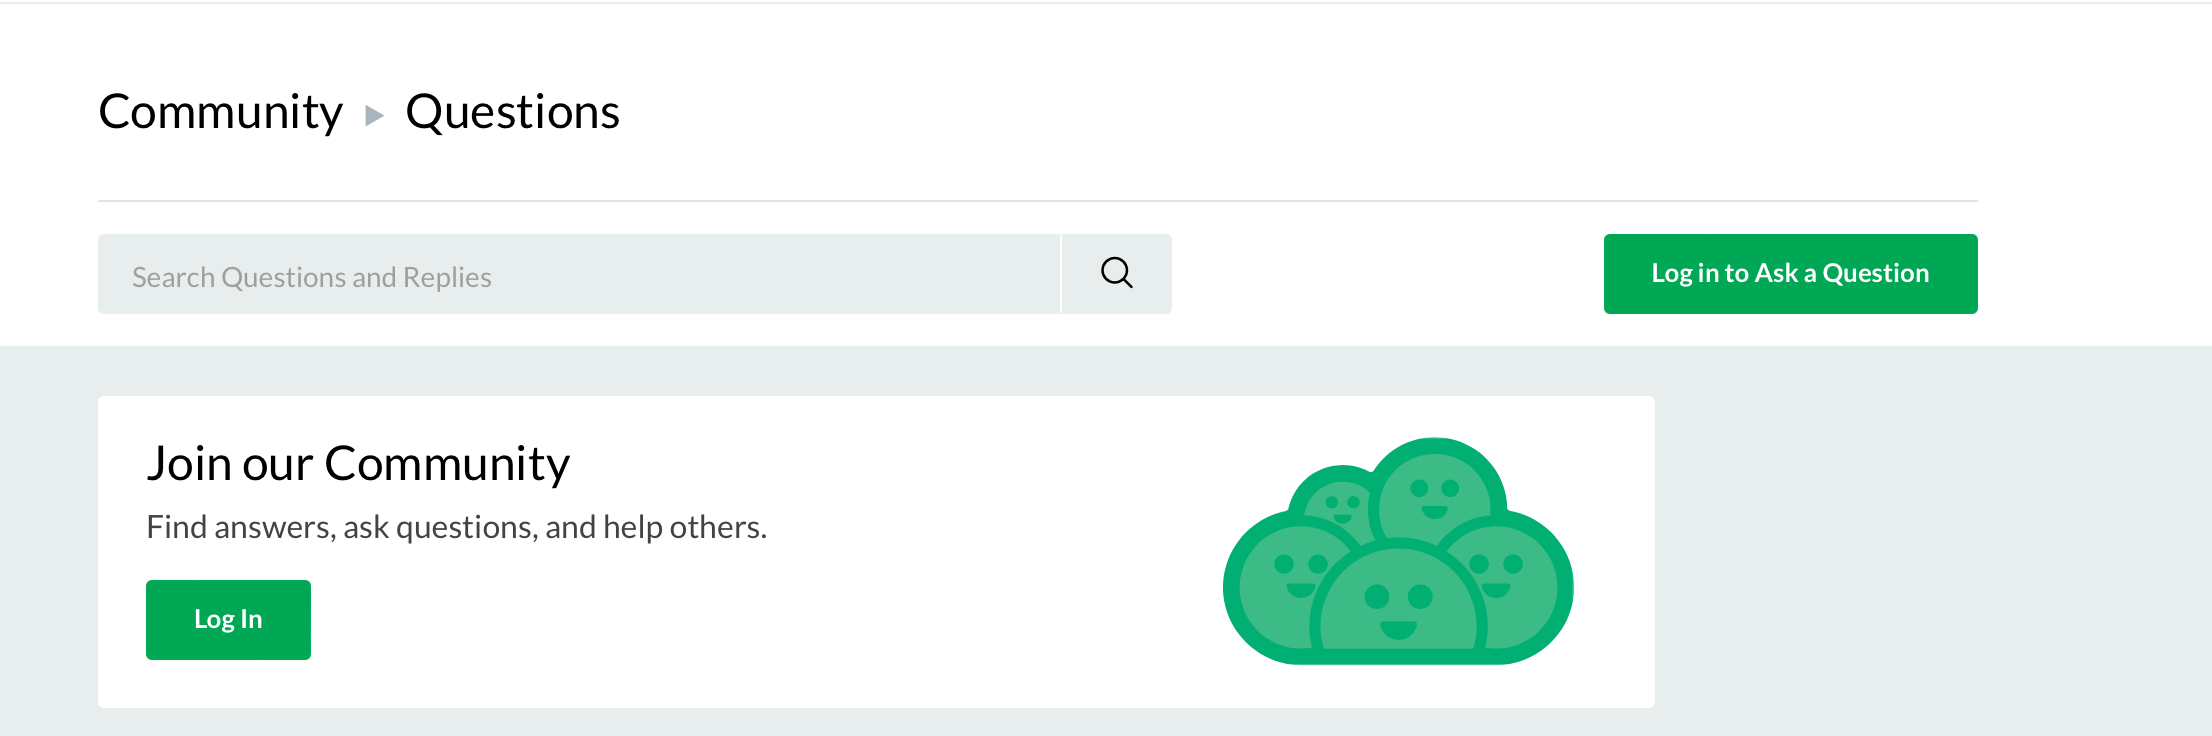 Community ▶ Questions
Search Questions and Replies
Log in to Ask a Question
Join our Community
Find answers, ask questions, and help others.
Log In